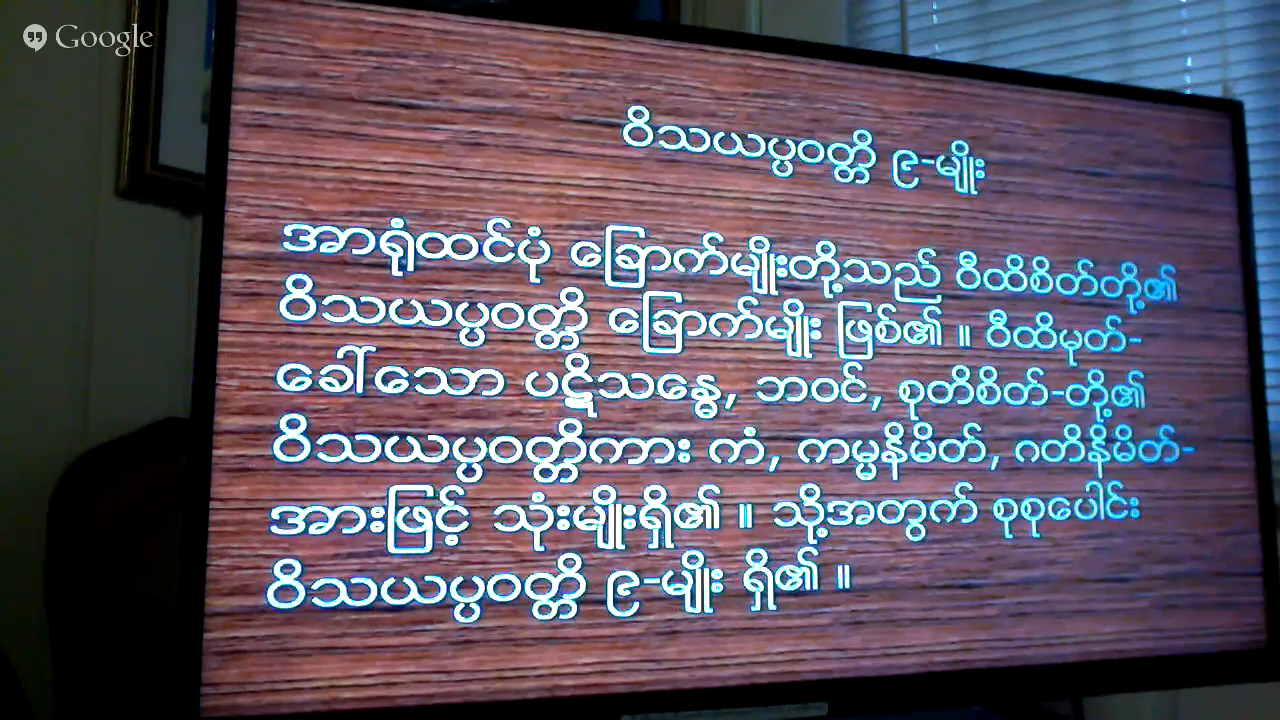 Google
ဝိသယပ္ပဝတ္တိ ၉-မျိုး
အာရုံထင်ပုံ ခြောက်မျိုးတို့သည် ဝီထိစိတ်တို့၏
ဝိသယပ္ပဝတ္တိ ခြောက်မျိုး ဖြစ်၏ ။ ဝီထိမုတ်-
ခေါ်သော ပဋိသန္ဓေ, ဘဝင်, စုတိစိတ်-တို့၏
ဝိသယပ္ပဝတ္တိကား ကံ, ကမ္မနိမိတ်, ဂတိနိမိတ်-
အားဖြင့် သုံးမျိုးရှိ၏ ။ သို့အတွက် စုစုပေါင်း
ဝိသယပ္ပဝတ္တိ ၉-မျိုး ရှိ၏ ။